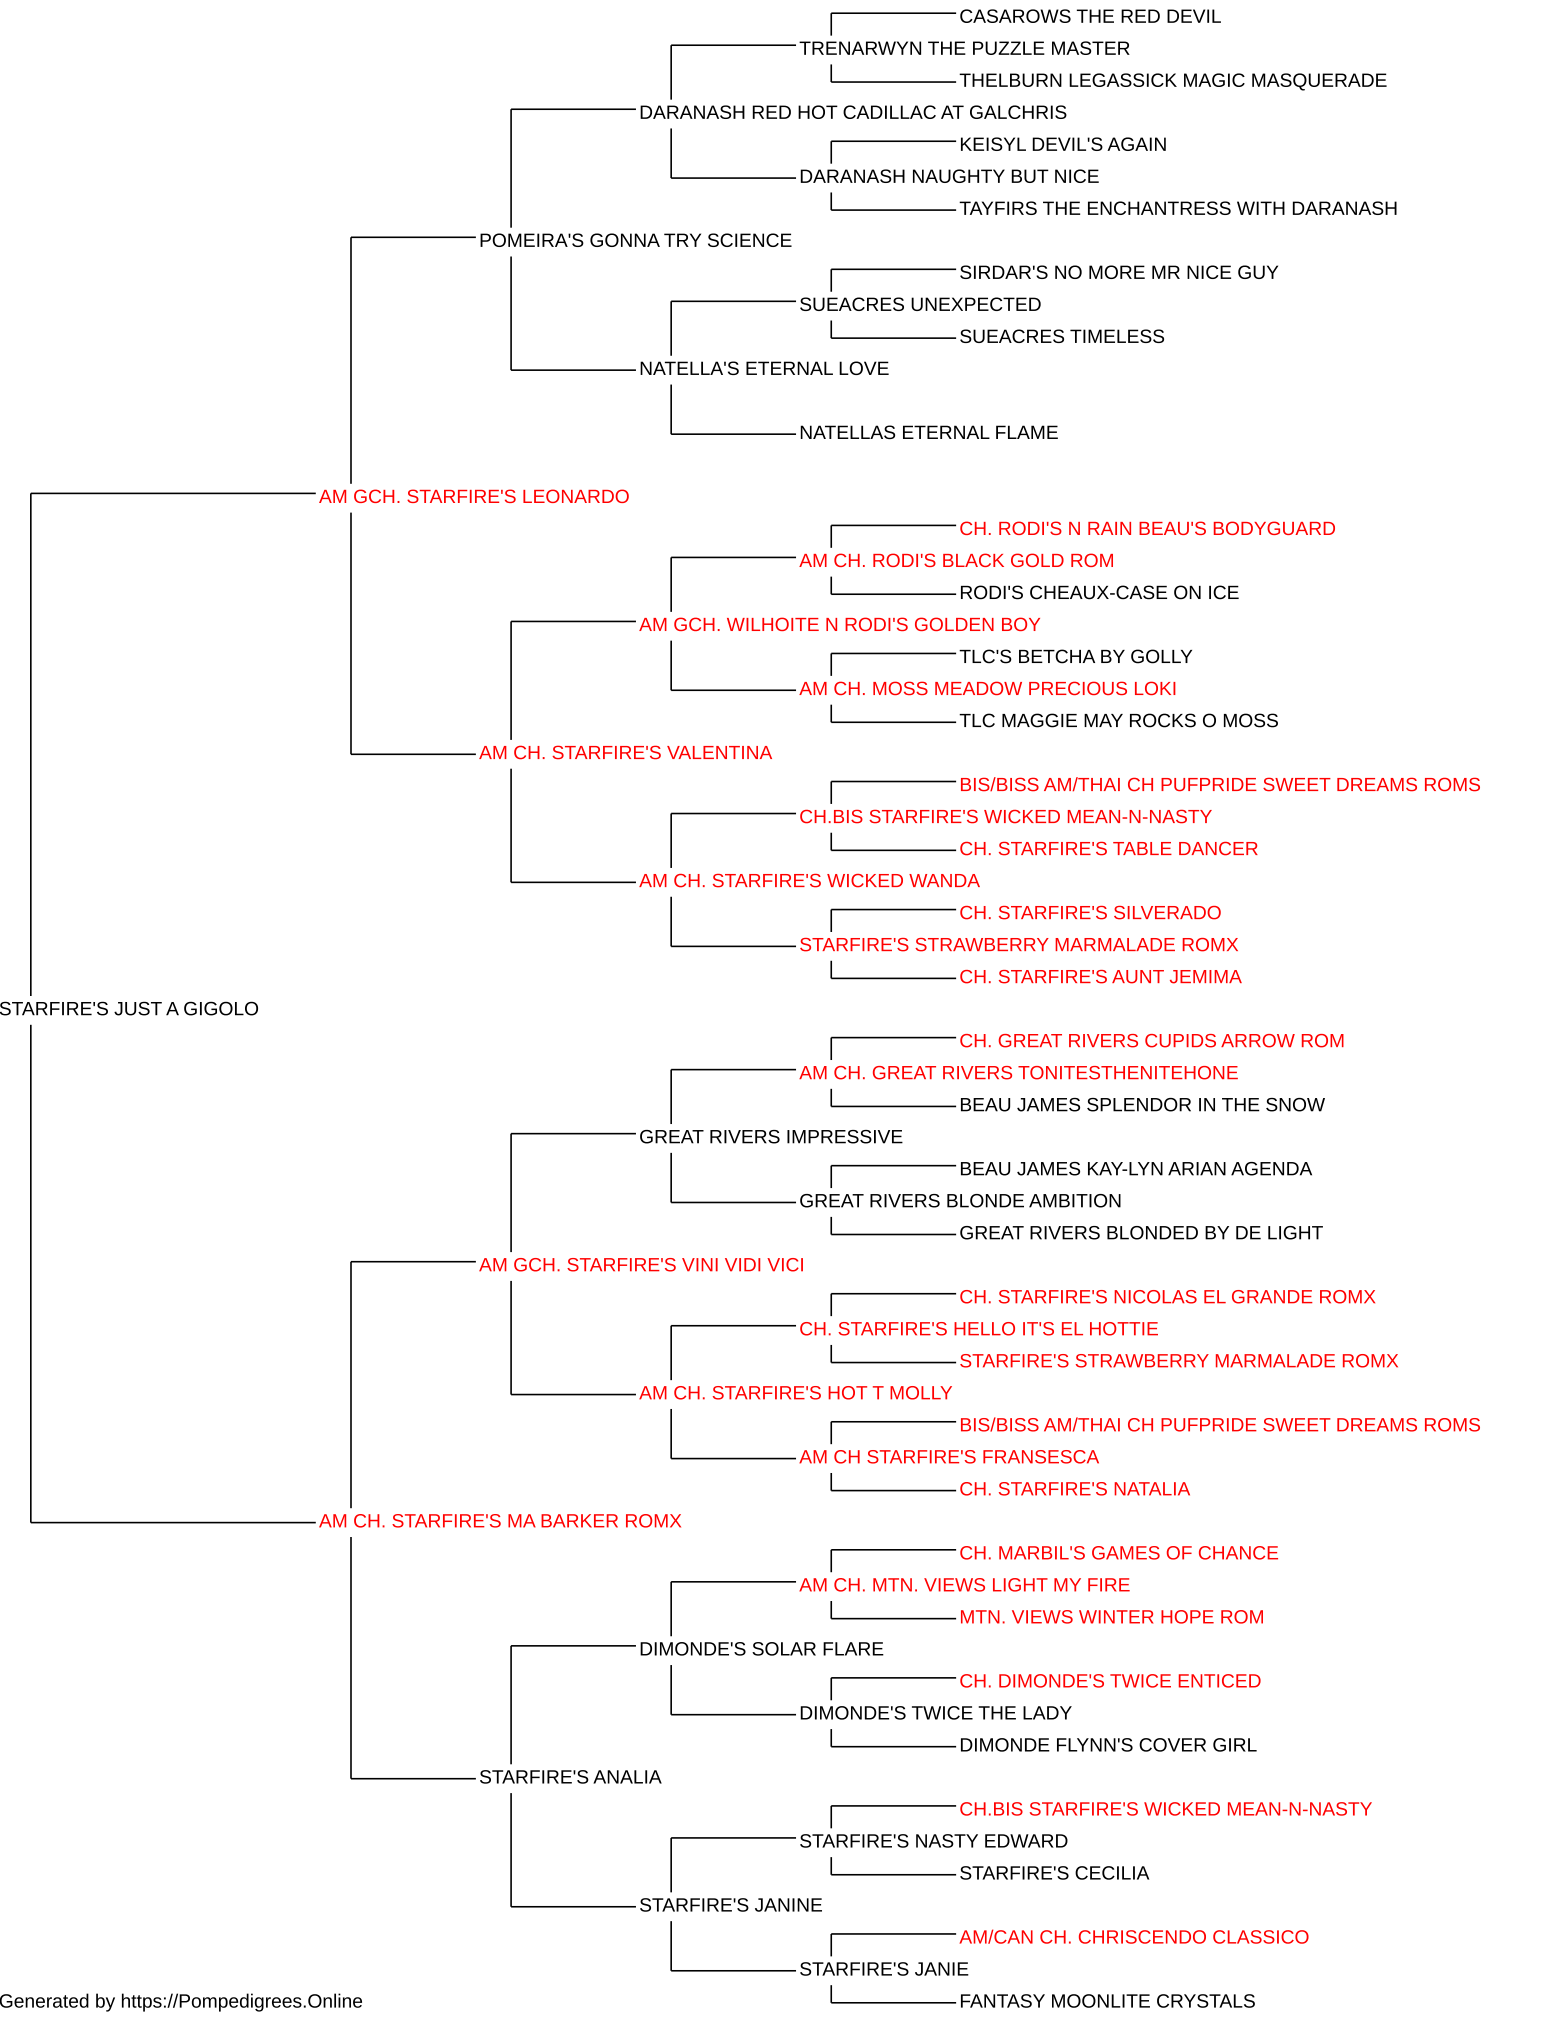 CASAROWS THE RED DEVIL
TRENARWYN THE PUZZLE MASTER
THELBURN LEGASSICK MAGIC MASQUERADE
DARANASH RED HOT CADILLAC AT GALCHRIS
KEISYL DEVIL'S AGAIN
DARANASH NAUGHTY BUT NICE
TAYFIRS THE ENCHANTRESS WITH DARANASH
POMEIRA'S GONNA TRY SCIENCE
SIRDAR'S NO MORE MR NICE GUY
SUEACRES UNEXPECTED
SUEACRES TIMELESS
NATELLA'S ETERNAL LOVE
NATELLAS ETERNAL FLAME
AM GCH. STARFIRE'S LEONARDO
CH. RODI'S N RAIN BEAU'S BODYGUARD
AM CH. RODI'S BLACK GOLD ROM
RODI'S CHEAUX-CASE ON ICE
AM GCH. WILHOITE N RODI'S GOLDEN BOY
TLC'S BETCHA BY GOLLY
AM CH. MOSS MEADOW PRECIOUS LOKI
TLC MAGGIE MAY ROCKS O MOSS
AM CH. STARFIRE'S VALENTINA
BIS/BISS AM/THAI CH PUFPRIDE SWEET DREAMS ROMS
CH.BIS STARFIRE'S WICKED MEAN-N-NASTY
CH. STARFIRE'S TABLE DANCER
AM CH. STARFIRE'S WICKED WANDA
CH. STARFIRE'S SILVERADO
STARFIRE'S STRAWBERRY MARMALADE ROMX
CH. STARFIRE'S AUNT JEMIMA
STARFIRE'S JUST A GIGOLO
CH. GREAT RIVERS CUPIDS ARROW ROM
AM CH. GREAT RIVERS TONITESTHENITEHONE
BEAU JAMES SPLENDOR IN THE SNOW
GREAT RIVERS IMPRESSIVE
BEAU JAMES KAY-LYN ARIAN AGENDA
GREAT RIVERS BLONDE AMBITION
GREAT RIVERS BLONDED BY DE LIGHT
AM GCH. STARFIRE'S VINI VIDI VICI
CH. STARFIRE'S NICOLAS EL GRANDE ROMX
CH. STARFIRE'S HELLO IT'S EL HOTTIE
STARFIRE'S STRAWBERRY MARMALADE ROMX
AM CH. STARFIRE'S HOT T MOLLY
BIS/BISS AM/THAI CH PUFPRIDE SWEET DREAMS ROMS
AM CH STARFIRE'S FRANSESCA
CH. STARFIRE'S NATALIA
AM CH. STARFIRE'S MA BARKER ROMX
CH. MARBIL'S GAMES OF CHANCE
AM CH. MTN. VIEWS LIGHT MY FIRE
MTN. VIEWS WINTER HOPE ROM
DIMONDE'S SOLAR FLARE
CH. DIMONDE'S TWICE ENTICED
DIMONDE'S TWICE THE LADY
DIMONDE FLYNN'S COVER GIRL
STARFIRE'S ANALIA
CH.BIS STARFIRE'S WICKED MEAN-N-NASTY
STARFIRE'S NASTY EDWARD
STARFIRE'S CECILIA
STARFIRE'S JANINE
AM/CAN CH. CHRISCENDO CLASSICO
STARFIRE'S JANIE
FANTASY MOONLITE CRYSTALS
Generated by https://Pompedigrees.Online